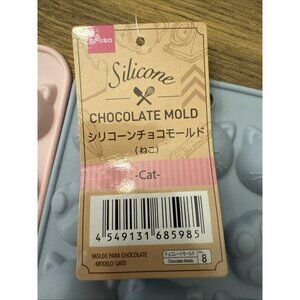 DAISO
Silicone
CHOCOLATE MOLD
シリコーンチョコモールド
(ねこ)
-Cat-
4 549131 685985
MOLDE PARA CHOCOLATE
-MODELO: GATO
チョコレートモールド
Chocolate Molds
No.
8